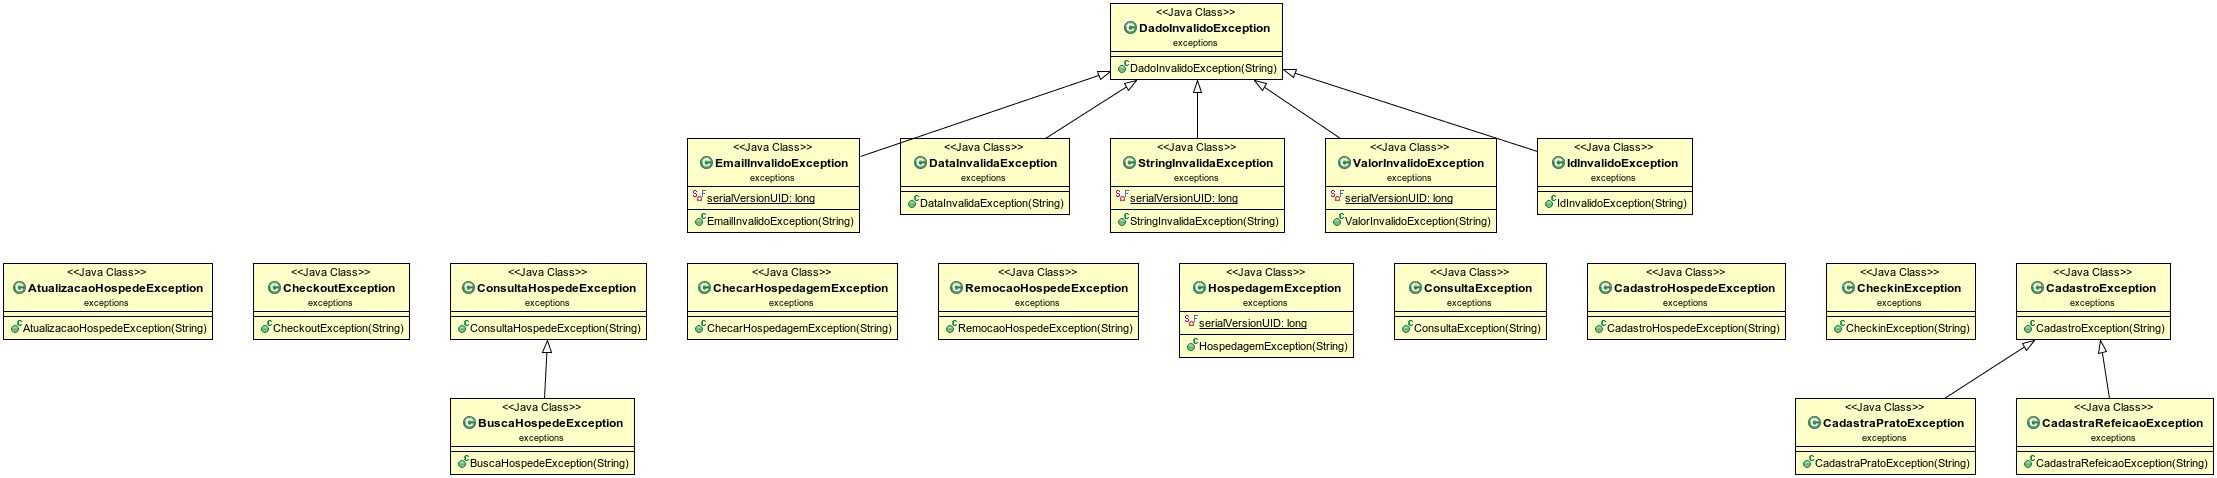 <<Java Class>>
DadoInvalidoException
exceptions
DadoInvalidoException(String)
<<Java Class>>
EmailInvalidoException
exceptions
serialVersionUID: long
EmailInvalidoException(String)
<<Java Class>>
DataInvalidaException
exceptions
DataInvalidaException(String)
<<Java Class>>
StringInvalidaException
exceptions
serialVersionUID: long
StringInvalidaException(String)
<<Java Class>>
ValorInvalidoException
exceptions
serialVersionUID: long
ValorInvalidoException(String)
<<Java Class>>
IdInvalidoException
exceptions
IdInvalidoException(String)
<<Java Class>>
AtualizacaoHospedeException
exceptions
AtualizacaoHospedeException(String)
<<Java Class>>
CheckoutException
exceptions
CheckoutException(String)
<<Java Class>>
ConsultaHospedeException
exceptions
ConsultaHospedeException(String)
<<Java Class>>
ChecarHospedagemException
exceptions
ChecarHospedagemException(String)
<<Java Class>>
RemocaoHospedeException
exceptions
RemocaoHospedeException(String)
<<Java Class>>
HospedagemException
exceptions
serialVersionUID: long
HospedagemException(String)
<<Java Class>>
ConsultaException
exceptions
ConsultaException(String)
<<Java Class>>
CadastroHospedeException
exceptions
CadastroHospedeException(String)
<<Java Class>>
CheckinException
exceptions
CheckinException(String)
<<Java Class>>
CadastroException
exceptions
CadastroException(String)
<<Java Class>>
BuscaHospedeException
exceptions
BuscaHospedeException(String)
<<Java Class>>
CadastraPratoException
exceptions
CadastraPratoException(String)
<<Java Class>>
CadastraRefeicaoException
exceptions
CadastraRefeicaoException(String)